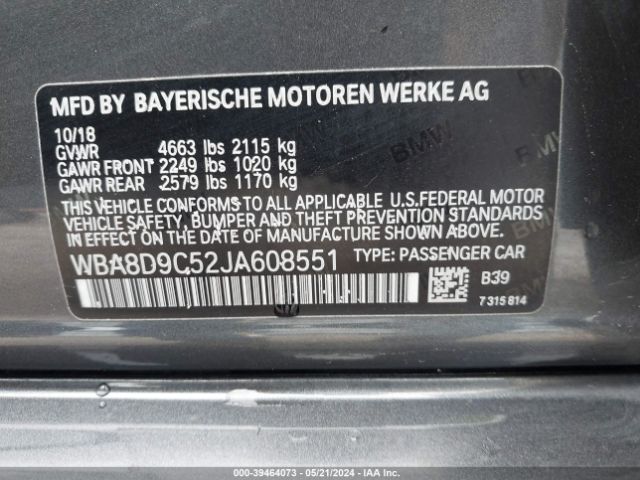 MFD BY BAYERISCHE MOTOREN WERKE AG
10/18
GVWR 4663 lbs 2115 kg
GAWR FRONT 2249 lbs 1020 kg
GAWR REAR 2579 lbs 1170 kg
THIS VEHICLE CONFORMS TO ALL APPLICABLE U.S.FEDERAL MOTOR
VEHICLE SAFETY, BUMPER AND THEFT PREVENTION STANDARDS
IN EFFECT ON THE DATE OF MANUFACTURE SHOWN ABOVE.
WBA8D9C52JA608551 TYPE: PASSENGER CAR
B39
7 315 814
BMW
000-39464073 - 05/21/2024 - IAA Inc.